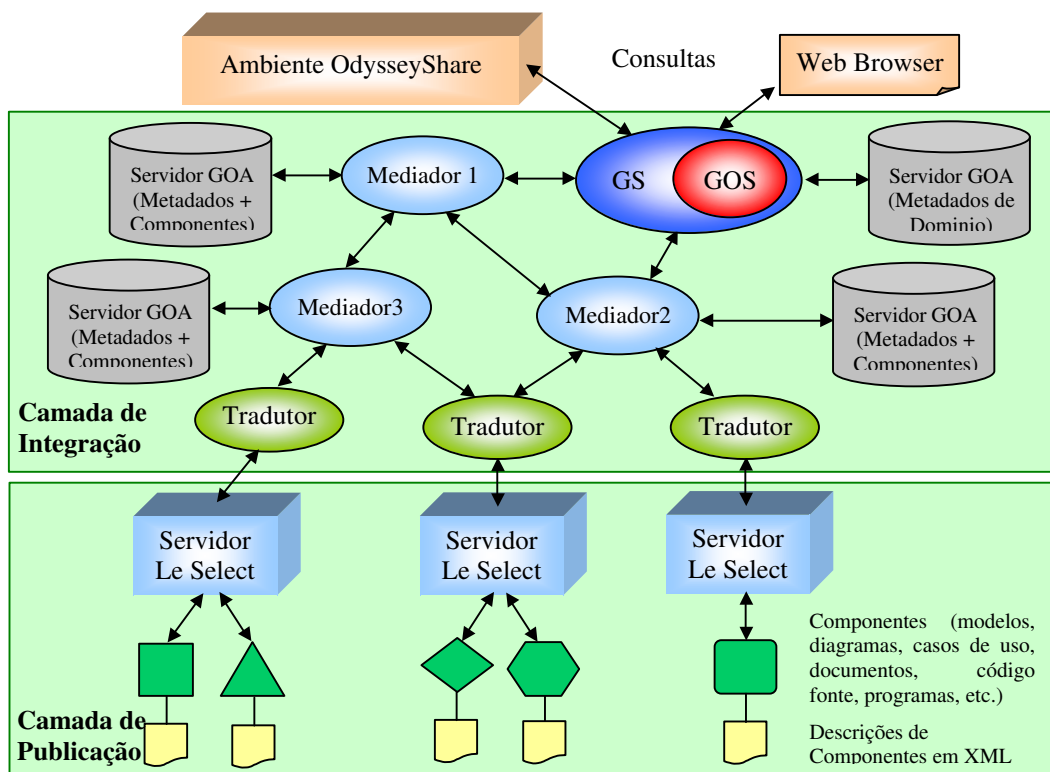 Ambiente OdysseyShare
Consultas
Web Browser
Servidor GOA
(Metadados +
Componentes)
Mediador 1
GS
GOS
Servidor GOA
(Metadados de
Dominio)
Servidor GOA
(Metadados +
Componentes)
Mediador3
Mediador2
Servidor GOA
(Metadados +
Componentes)
Camada de
Integração
Tradutor
Tradutor
Tradutor
Servidor
Le Select
Servidor
Le Select
Servidor
Le Select
Componentes (modelos,
diagramas, casos de uso,
documentos, código
fonte, programas, etc.)
Camada de
Publicação
Descrições de
Componentes em XML